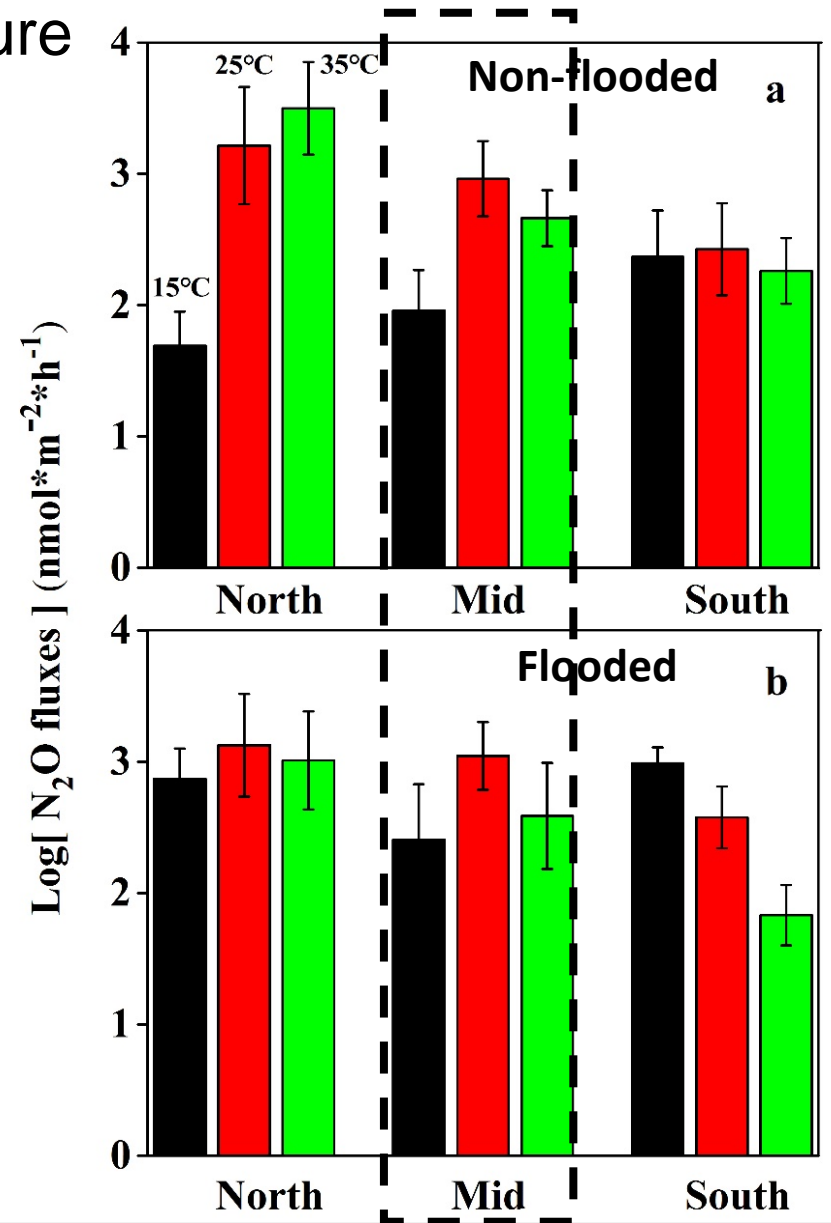 ure
4
25°C
35°C
Non-flooded
a
3
15°C
2
1
0
North Mid South
Log[ N₂O fluxes ] (nmol*m⁻²*h⁻¹)
4
Flooded
b
3
2
1
0
North Mid South